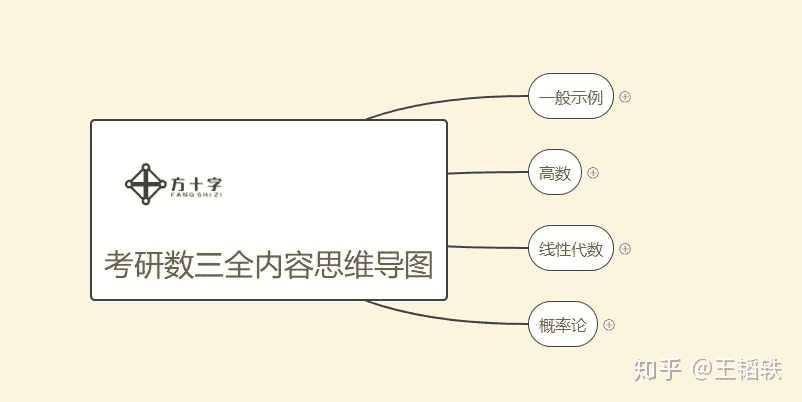 方十字
FANG SHI ZI
考研数三全内容思维导图
一般示例
高数
线性代数
概率论
知乎 @王韬铁